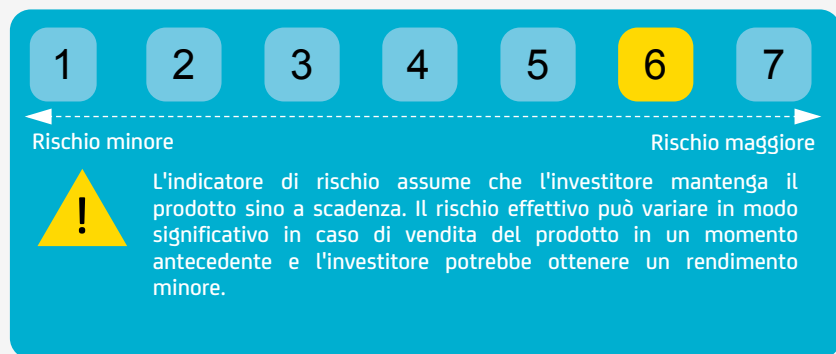 1 2 3 4 5 6 7
Rischio minore Rischio maggiore
!
L'indicatore di rischio assume che l'investitore mantenga il
prodotto sino a scadenza. Il rischio effettivo può variare in modo
significativo in caso di vendita del prodotto in un momento
antecedente e l'investitore potrebbe ottenere un rendimento
minore.